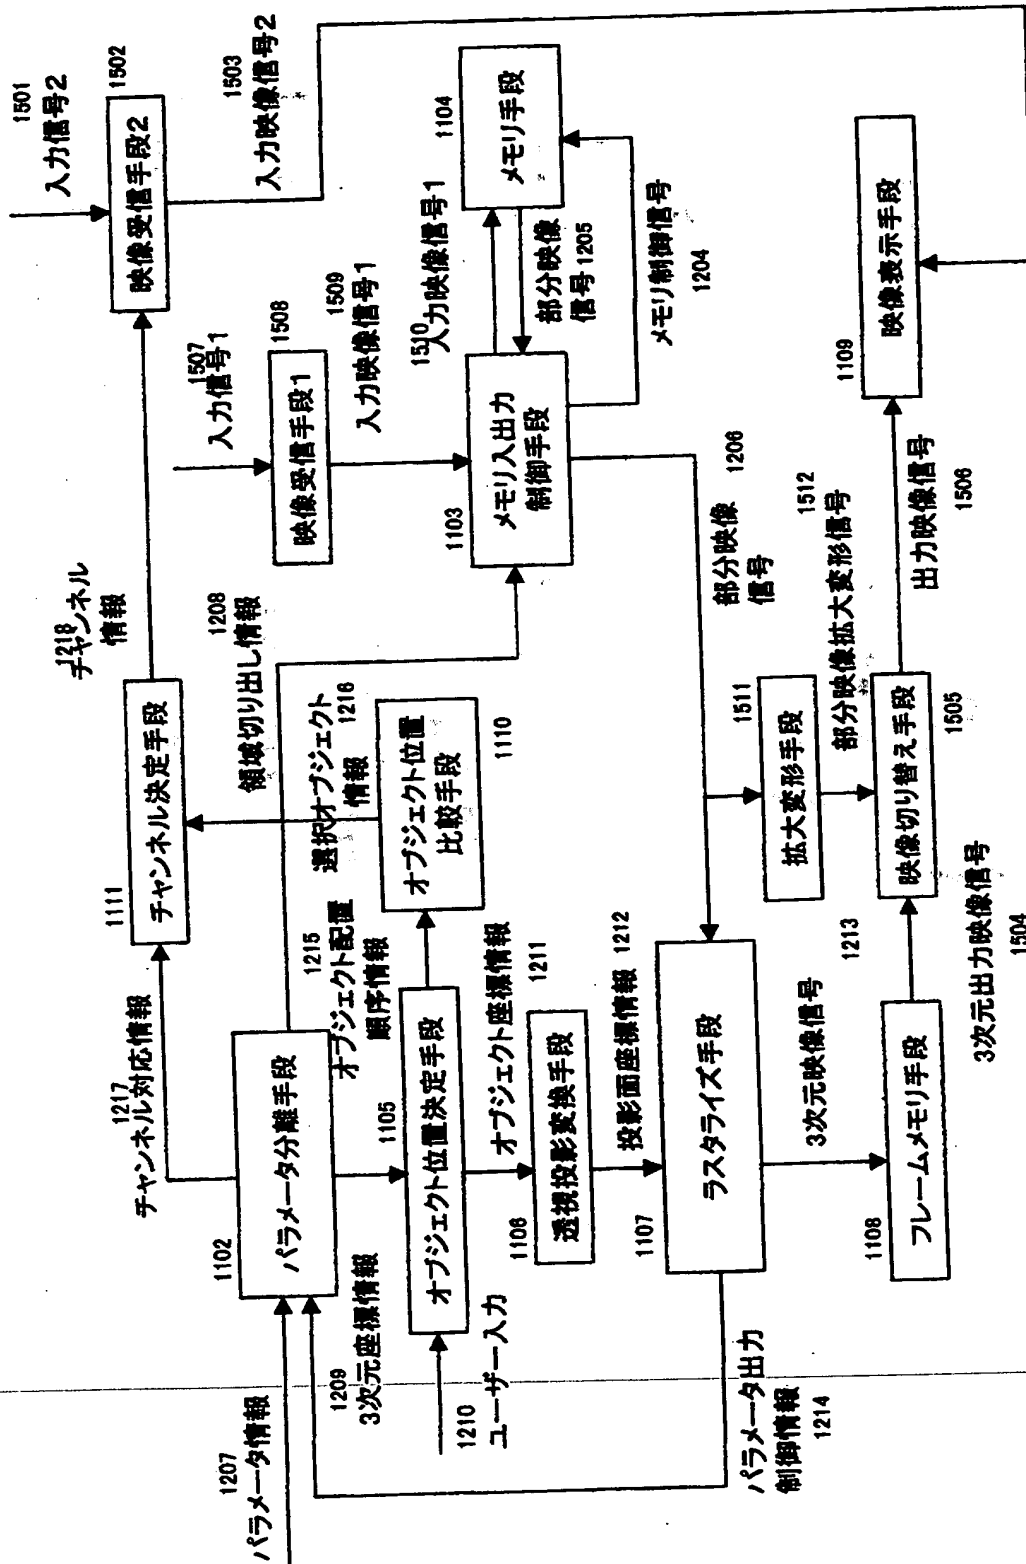 1501
入力信号2
1502
映像受信手段2
1503
入力映像信号2
1507
入力信号1
1508
映像受信手段1
1509
入力映像信号1
1510
入力映像信号1
1104
メモリ手段
部分映像
信号 1205
メモリ制御信号
1204
1103
メモリ入出力
制御手段
1218
チャンネル
情報
1111
チャンネル決定手段
1217
チャンネル対応情報
1208
領域切り出し情報
1216
選択オブジェクト
情報
1110
オブジェクト位置
比較手段
1215
オブジェクト配置
順序情報
1207
パラメータ情報
1102
パラメータ分離手段
1209
3次元座標情報
1210
ユーザー入力
1105
オブジェクト位置決定手段
オブジェクト座標情報
1211
1106
透視投影変換手段
投影面座標情報
1212
1107
ラスタライズ手段
パラメータ出力
制御情報
1214
3次元映像信号
1213
1108
フレームメモリ手段
3次元出力映像信号
1504
部分映像
信号
1206
1511
拡大変形手段
部分映像拡大変形信号
1512
映像切り替え手段
1505
出力映像信号
1506
1109
映像表示手段